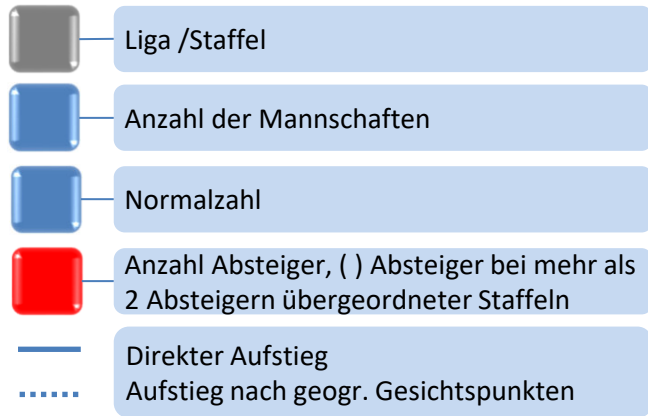 Liga /Staffel
Anzahl der Mannschaften
Normalzahl
Anzahl Absteiger, ( ) Absteiger bei mehr als
2 Absteigern übergeordneter Staffeln
Direkter Aufstieg
Aufstieg nach geogr. Gesichtspunkten